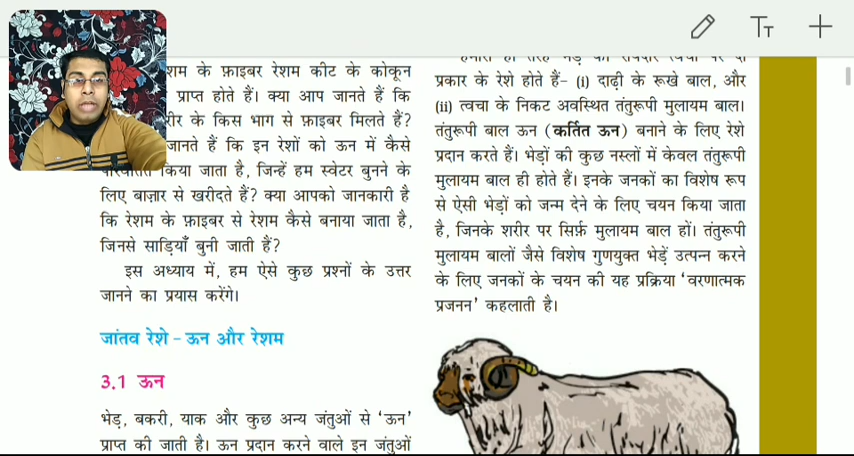 शम के फ़ाइबर रेशम कीट के कोकून
प्राप्त होते हैं। क्या आप जानते हैं कि
रीर के किस भाग से फ़ाइबर मिलते हैं?
जानते हैं कि इन रेशों को ऊन में कैसे
किया जाता है, जिन्हें हम स्वेटर बुनने के
लिए बाज़ार से खरीदते हैं? क्या आपको जानकारी है
कि रेशम के फ़ाइबर से रेशम कैसे बनाया जाता है,
जिनसे साड़ियाँ बुनी जाती हैं?
इस अध्याय में, हम ऐसे कुछ प्रश्नों के उत्तर
जानने का प्रयास करेंगे।
जांतव रेशे – ऊन और रेशम
3.1 ऊन
भेड़, बकरी, याक और कुछ अन्य जंतुओं से ‘ऊन’
प्राप्त की जाती है। ऊन प्रदान करने वाले इन जंतुओं
प्रकार के रेशे होते हैं– (i) दाढ़ी के रूखे बाल, और
(ii) त्वचा के निकट अवस्थित तंतुरूपी मुलायम बाल।
तंतुरूपी बाल ऊन (कर्तित ऊन) बनाने के लिए रेशे
प्रदान करते हैं। भेड़ों की कुछ नस्लों में केवल तंतुरूपी
मुलायम बाल ही होते हैं। इनके जनकों का विशेष रूप
से ऐसी भेड़ों को जन्म देने के लिए चयन किया जाता
है, जिनके शरीर पर सिर्फ़ मुलायम बाल हों। तंतुरूपी
मुलायम बालों जैसे विशेष गुणयुक्त भेड़ें उत्पन्न करने
के लिए जनकों के चयन की यह प्रक्रिया ‘वरणात्मक
प्रजनन’ कहलाती है।